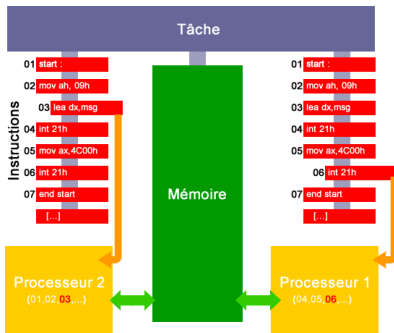 Tâche
Instructions
01 start :
02 mov ah, 09h
03 lea dx,msg
04 int 21h
05 mov ax,4C00h
06 int 21h
07 end start
[...]
Mémoire
01 start :
02 mov ah, 09h
03 lea dx,msg
04 int 21h
05 mov ax,4C00h
06 int 21h
07 end start
[...]
Processeur 2
(01,02,03,...)
Processeur 1
(04,05,06,...)